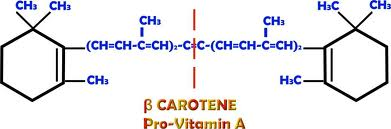 CH₃ CH₃ CH₃ CH₃ H₃C CH₃
(CH=CH-C=CH)₂-C=C-(CH=CH-C=CH)₂
CH₃ H₃C
β CAROTENE
Pro-Vitamin A